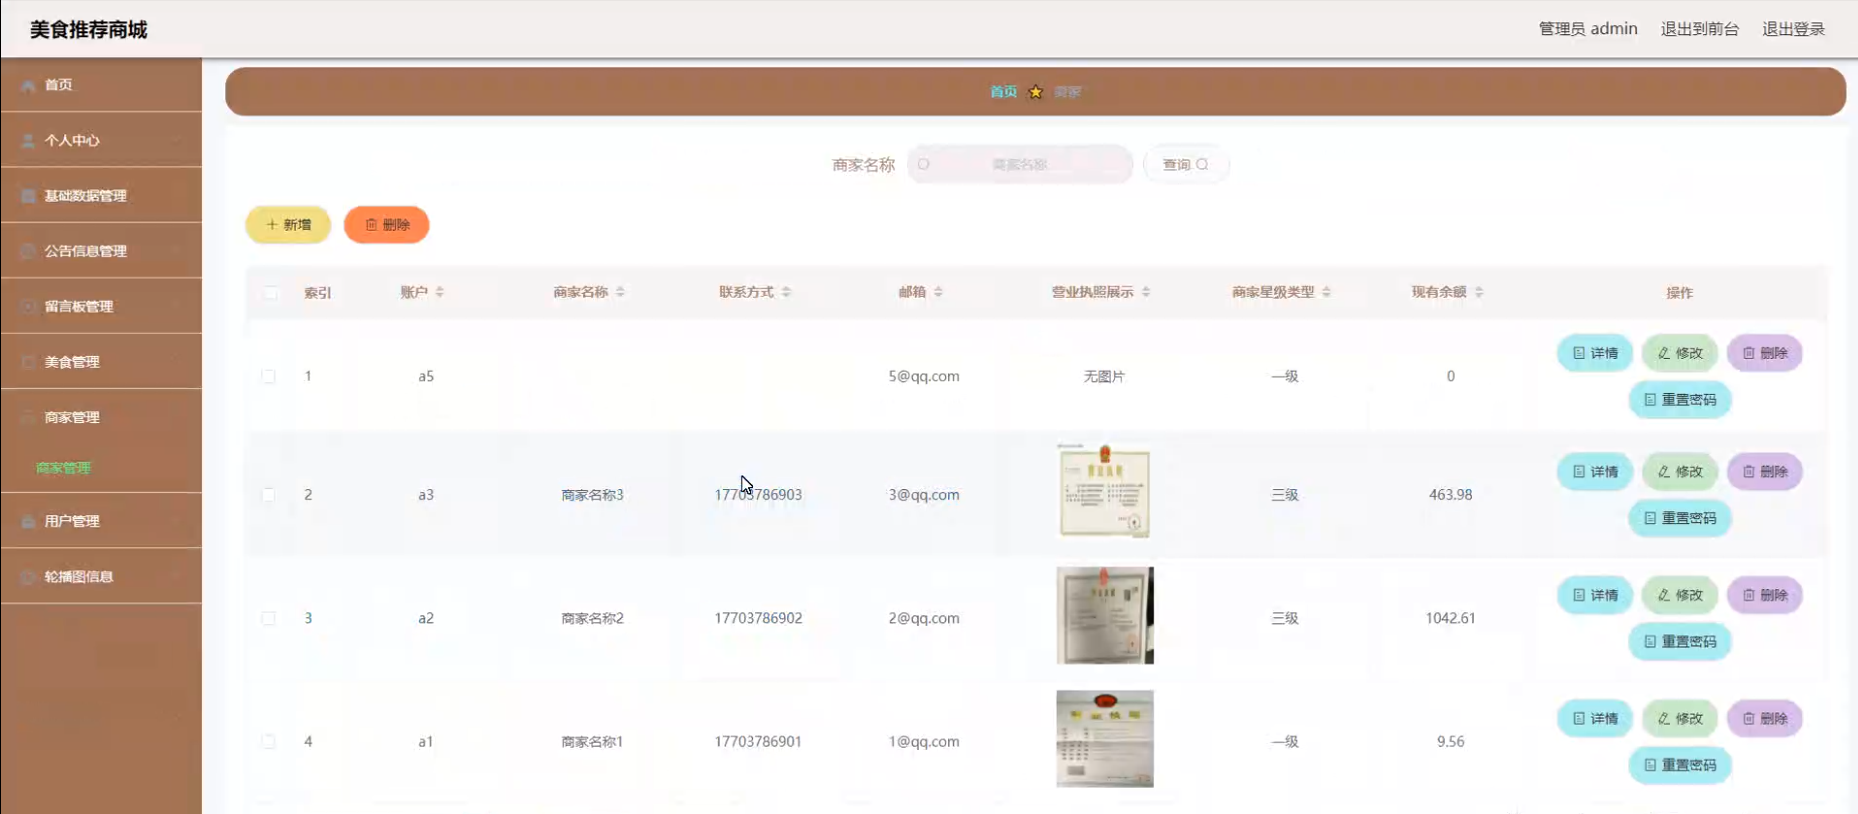 美食推荐商城
管理员 admin 退出到前台 退出登录
首页
个人中心
基础数据管理
公告信息管理
留言板管理
美食管理
商家管理
商家管理
用户管理
轮播图信息
首页 商家
商家名称 商家名称 查询
新增 删除
索引 账户 商家名称 联系方式 邮箱 营业执照展示 商家星级类型 现有余额 操作
1 a5 5@qq.com 无图片 一级 0 详情 修改 删除
重置密码
2 a3 商家名称3 17703786903 3@qq.com 三级 463.98 详情 修改 删除
重置密码
3 a2 商家名称2 17703786902 2@qq.com 三级 1042.61 详情 修改 删除
重置密码
4 a1 商家名称1 17703786901 1@qq.com 一级 9.56 详情 修改 删除
重置密码